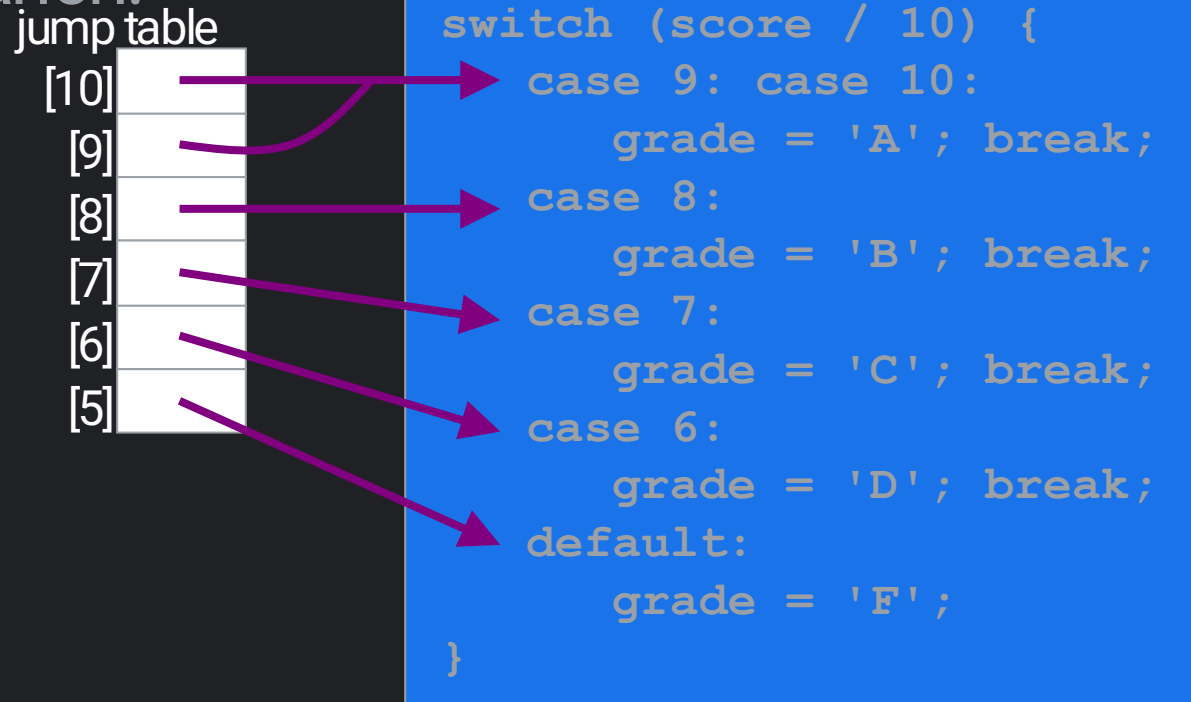 jump table
[10]
[9]
[8]
[7]
[6]
[5]
switch (score / 10) {
case 9: case 10:
grade = 'A'; break;
case 8:
grade = 'B'; break;
case 7:
grade = 'C'; break;
case 6:
grade = 'D'; break;
default:
grade = 'F';
}